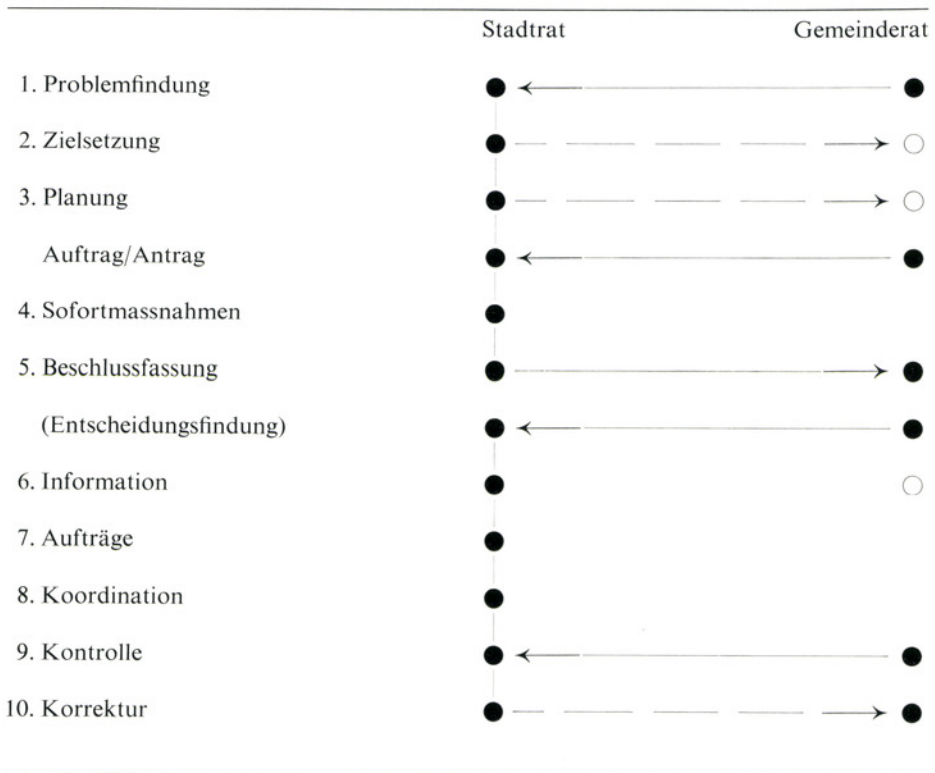 Stadtrat Gemeinderat
1. Problemfindung
2. Zielsetzung
3. Planung
Auftrag/Antrag
4. Sofortmassnahmen
5. Beschlussfassung
(Entscheidungsfindung)
6. Information
7. Aufträge
8. Koordination
9. Kontrolle
10. Korrektur